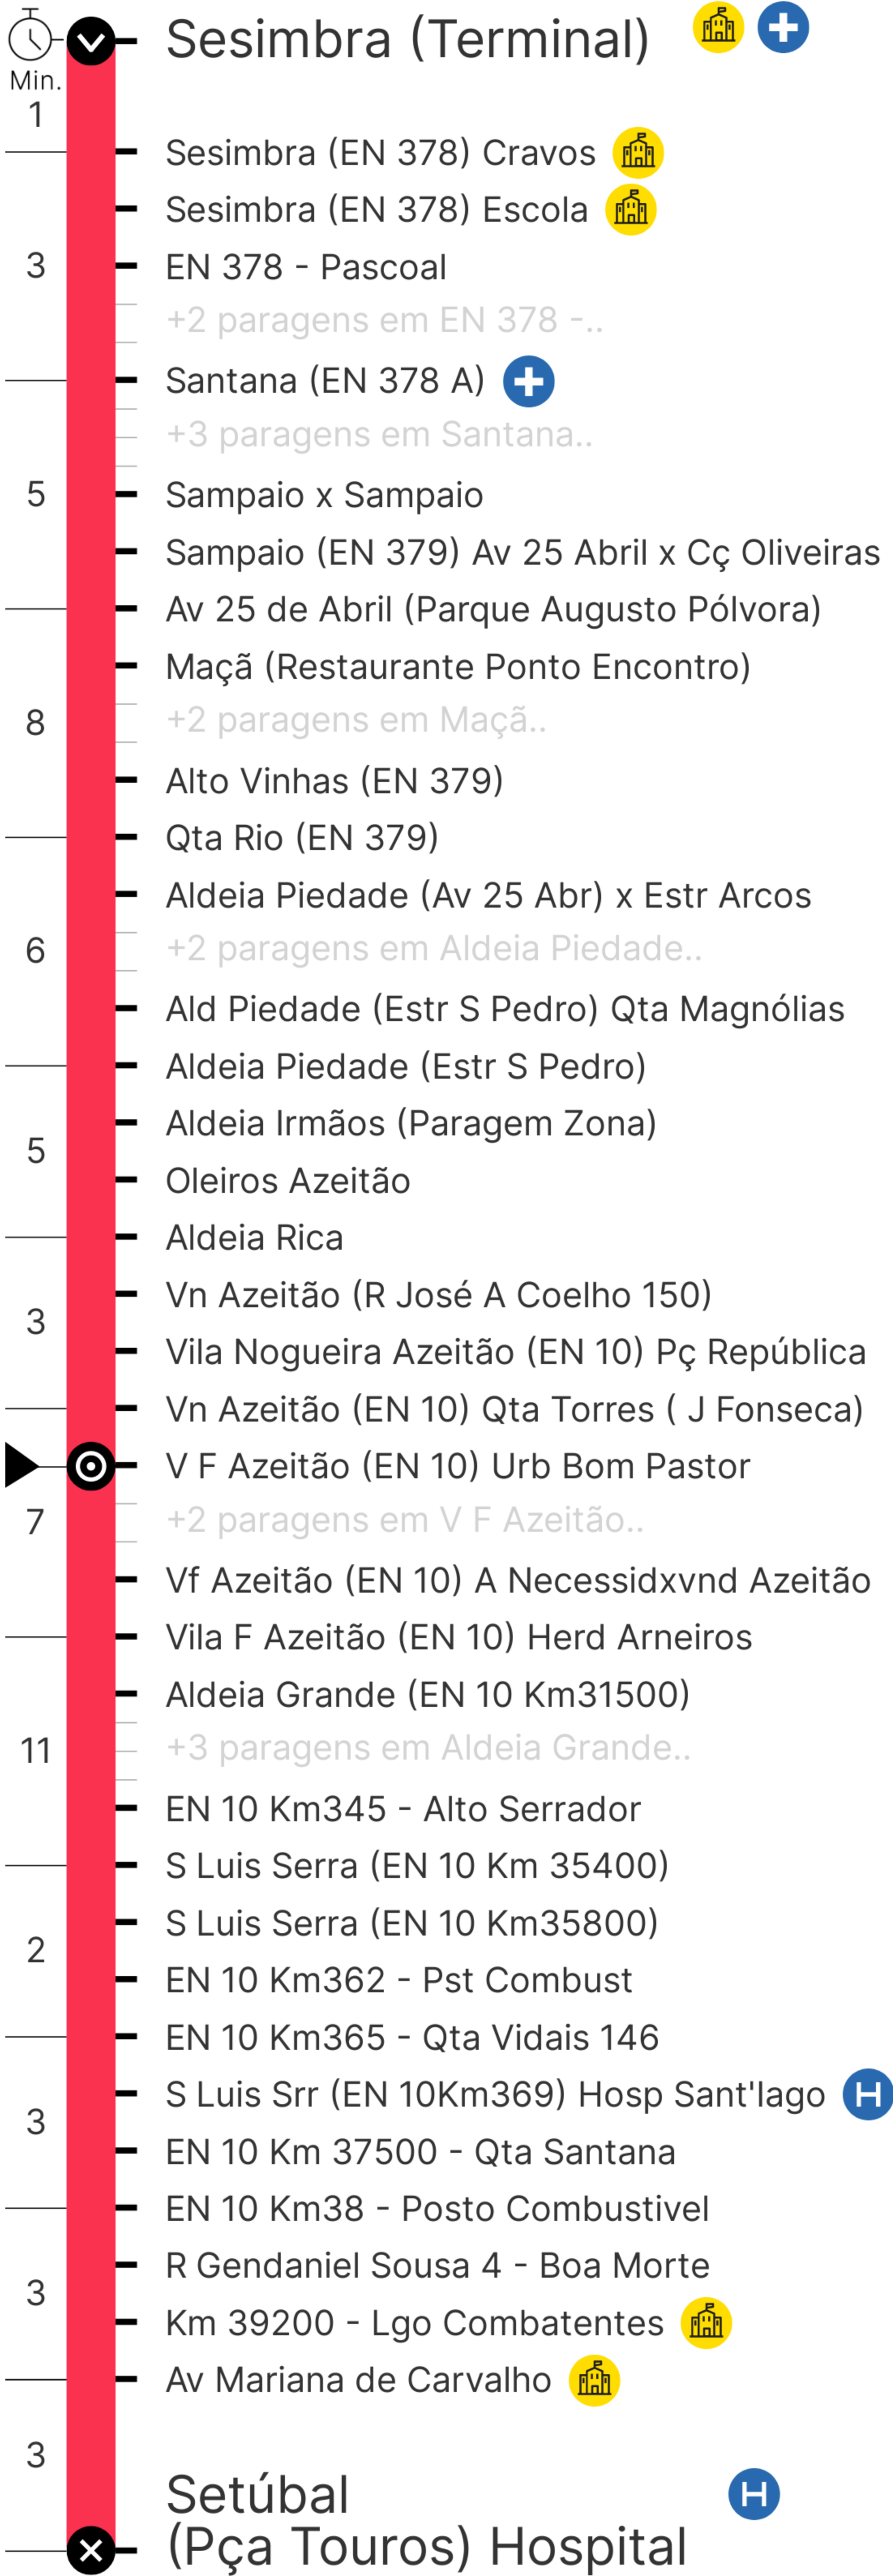 Sesimbra (Terminal)
Min.
1
Sesimbra (EN 378) Cravos
Sesimbra (EN 378) Escola
3
EN 378 - Pascoal
+2 paragens em EN 378 -..
Santana (EN 378 A)
+3 paragens em Santana..
5
Sampaio x Sampaio
Sampaio (EN 379) Av 25 Abril x Cç Oliveiras
Av 25 de Abril (Parque Augusto Pólvora)
Maçã (Restaurante Ponto Encontro)
8
+2 paragens em Maçã..
Alto Vinhas (EN 379)
Qta Rio (EN 379)
Aldeia Piedade (Av 25 Abr) x Estr Arcos
6
+2 paragens em Aldeia Piedade..
Ald Piedade (Estr S Pedro) Qta Magnólias
Aldeia Piedade (Estr S Pedro)
Aldeia Irmãos (Paragem Zona)
5
Oleiros Azeitão
Aldeia Rica
Vn Azeitão (R José A Coelho 150)
3
Vila Nogueira Azeitão (EN 10) Pç República
Vn Azeitão (EN 10) Qta Torres ( J Fonseca)
V F Azeitão (EN 10) Urb Bom Pastor
7
+2 paragens em V F Azeitão..
Vf Azeitão (EN 10) A Necessidxvnd Azeitão
Vila F Azeitão (EN 10) Herd Arneiros
Aldeia Grande (EN 10 Km31500)
11
+3 paragens em Aldeia Grande..
EN 10 Km345 - Alto Serrador
S Luis Serra (EN 10 Km 35400)
S Luis Serra (EN 10 Km35800)
2
EN 10 Km362 - Pst Combust
EN 10 Km365 - Qta Vidais 146
S Luis Srr (EN 10Km369) Hosp Sant'Iago H
3
EN 10 Km 37500 - Qta Santana
EN 10 Km38 - Posto Combustivel
R Gendaniel Sousa 4 - Boa Morte
3
Km 39200 - Lgo Combatentes
Av Mariana de Carvalho
3
Setúbal H
(Pça Touros) Hospital